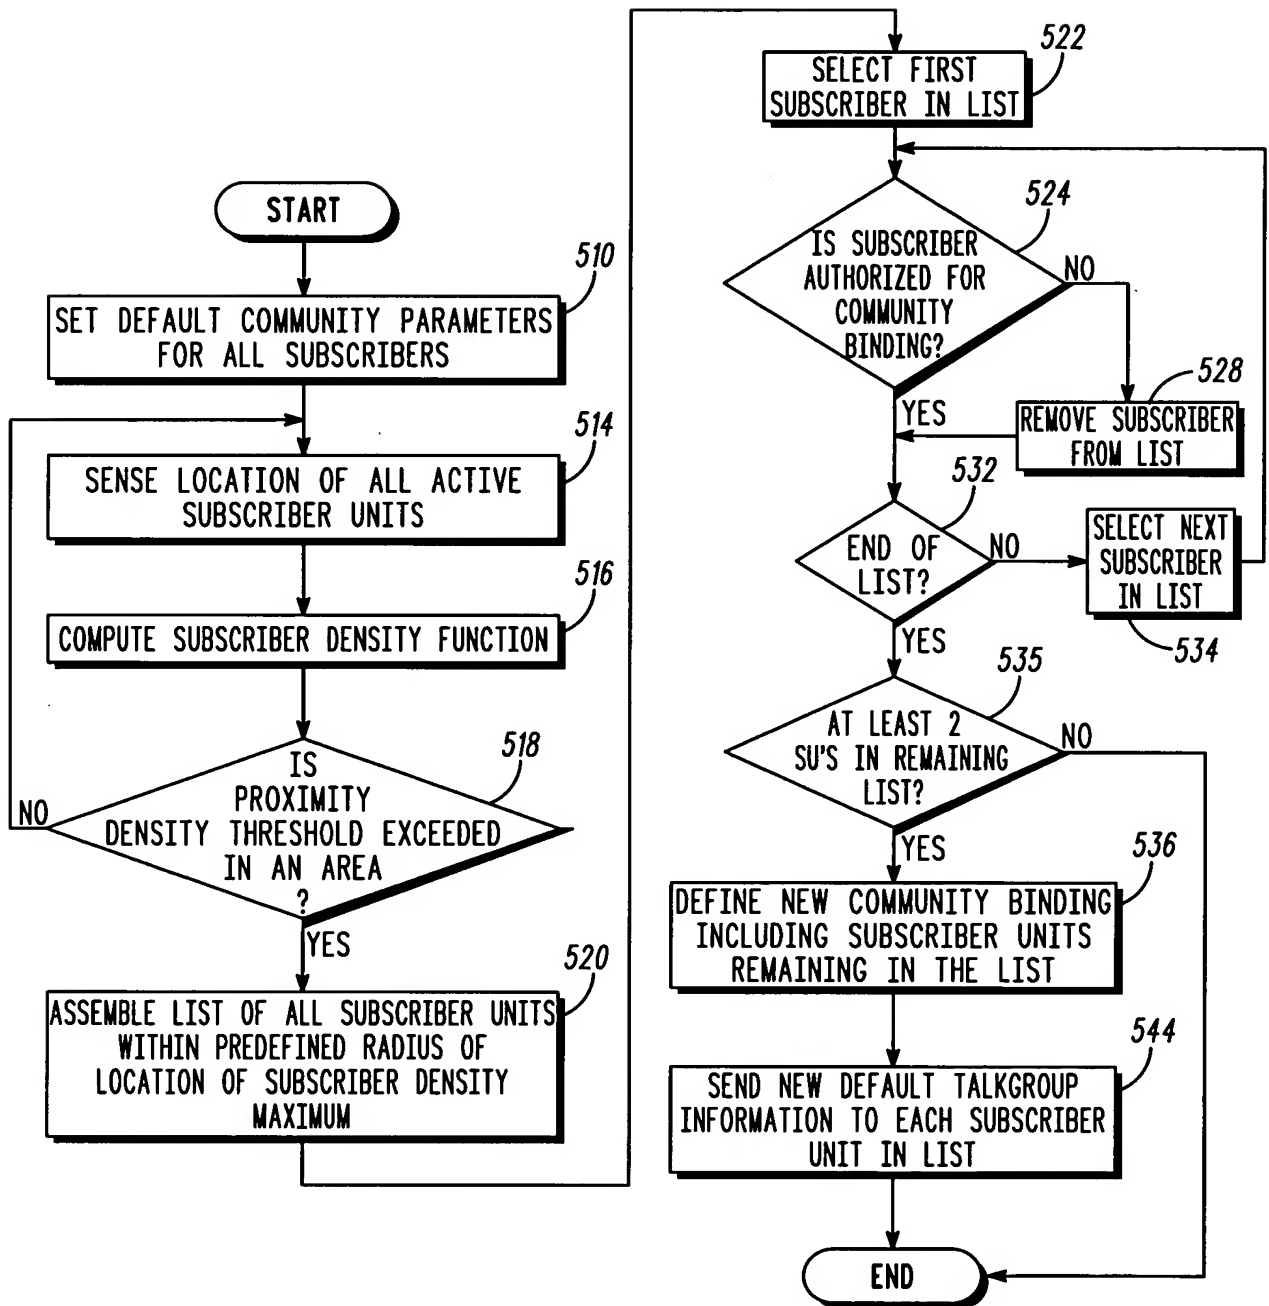 START
510
SET DEFAULT COMMUNITY PARAMETERS
FOR ALL SUBSCRIBERS
514
SENSE LOCATION OF ALL ACTIVE
SUBSCRIBER UNITS
516
COMPUTE SUBSCRIBER DENSITY FUNCTION
518
IS
PROXIMITY
DENSITY THRESHOLD EXCEEDED
IN AN AREA
?
NO
YES
520
ASSEMBLE LIST OF ALL SUBSCRIBER UNITS
WITHIN PREDEFINED RADIUS OF
LOCATION OF SUBSCRIBER DENSITY
MAXIMUM
522
SELECT FIRST
SUBSCRIBER IN LIST
524
IS SUBSCRIBER
AUTHORIZED FOR
COMMUNITY
BINDING?
NO
YES
528
REMOVE SUBSCRIBER
FROM LIST
532
END OF
LIST?
NO
SELECT NEXT
SUBSCRIBER
IN LIST
534
YES
535
AT LEAST 2
SU'S IN REMAINING
LIST?
NO
YES
536
DEFINE NEW COMMUNITY BINDING
INCLUDING SUBSCRIBER UNITS
REMAINING IN THE LIST
544
SEND NEW DEFAULT TALKGROUP
INFORMATION TO EACH SUBSCRIBER
UNIT IN LIST
END